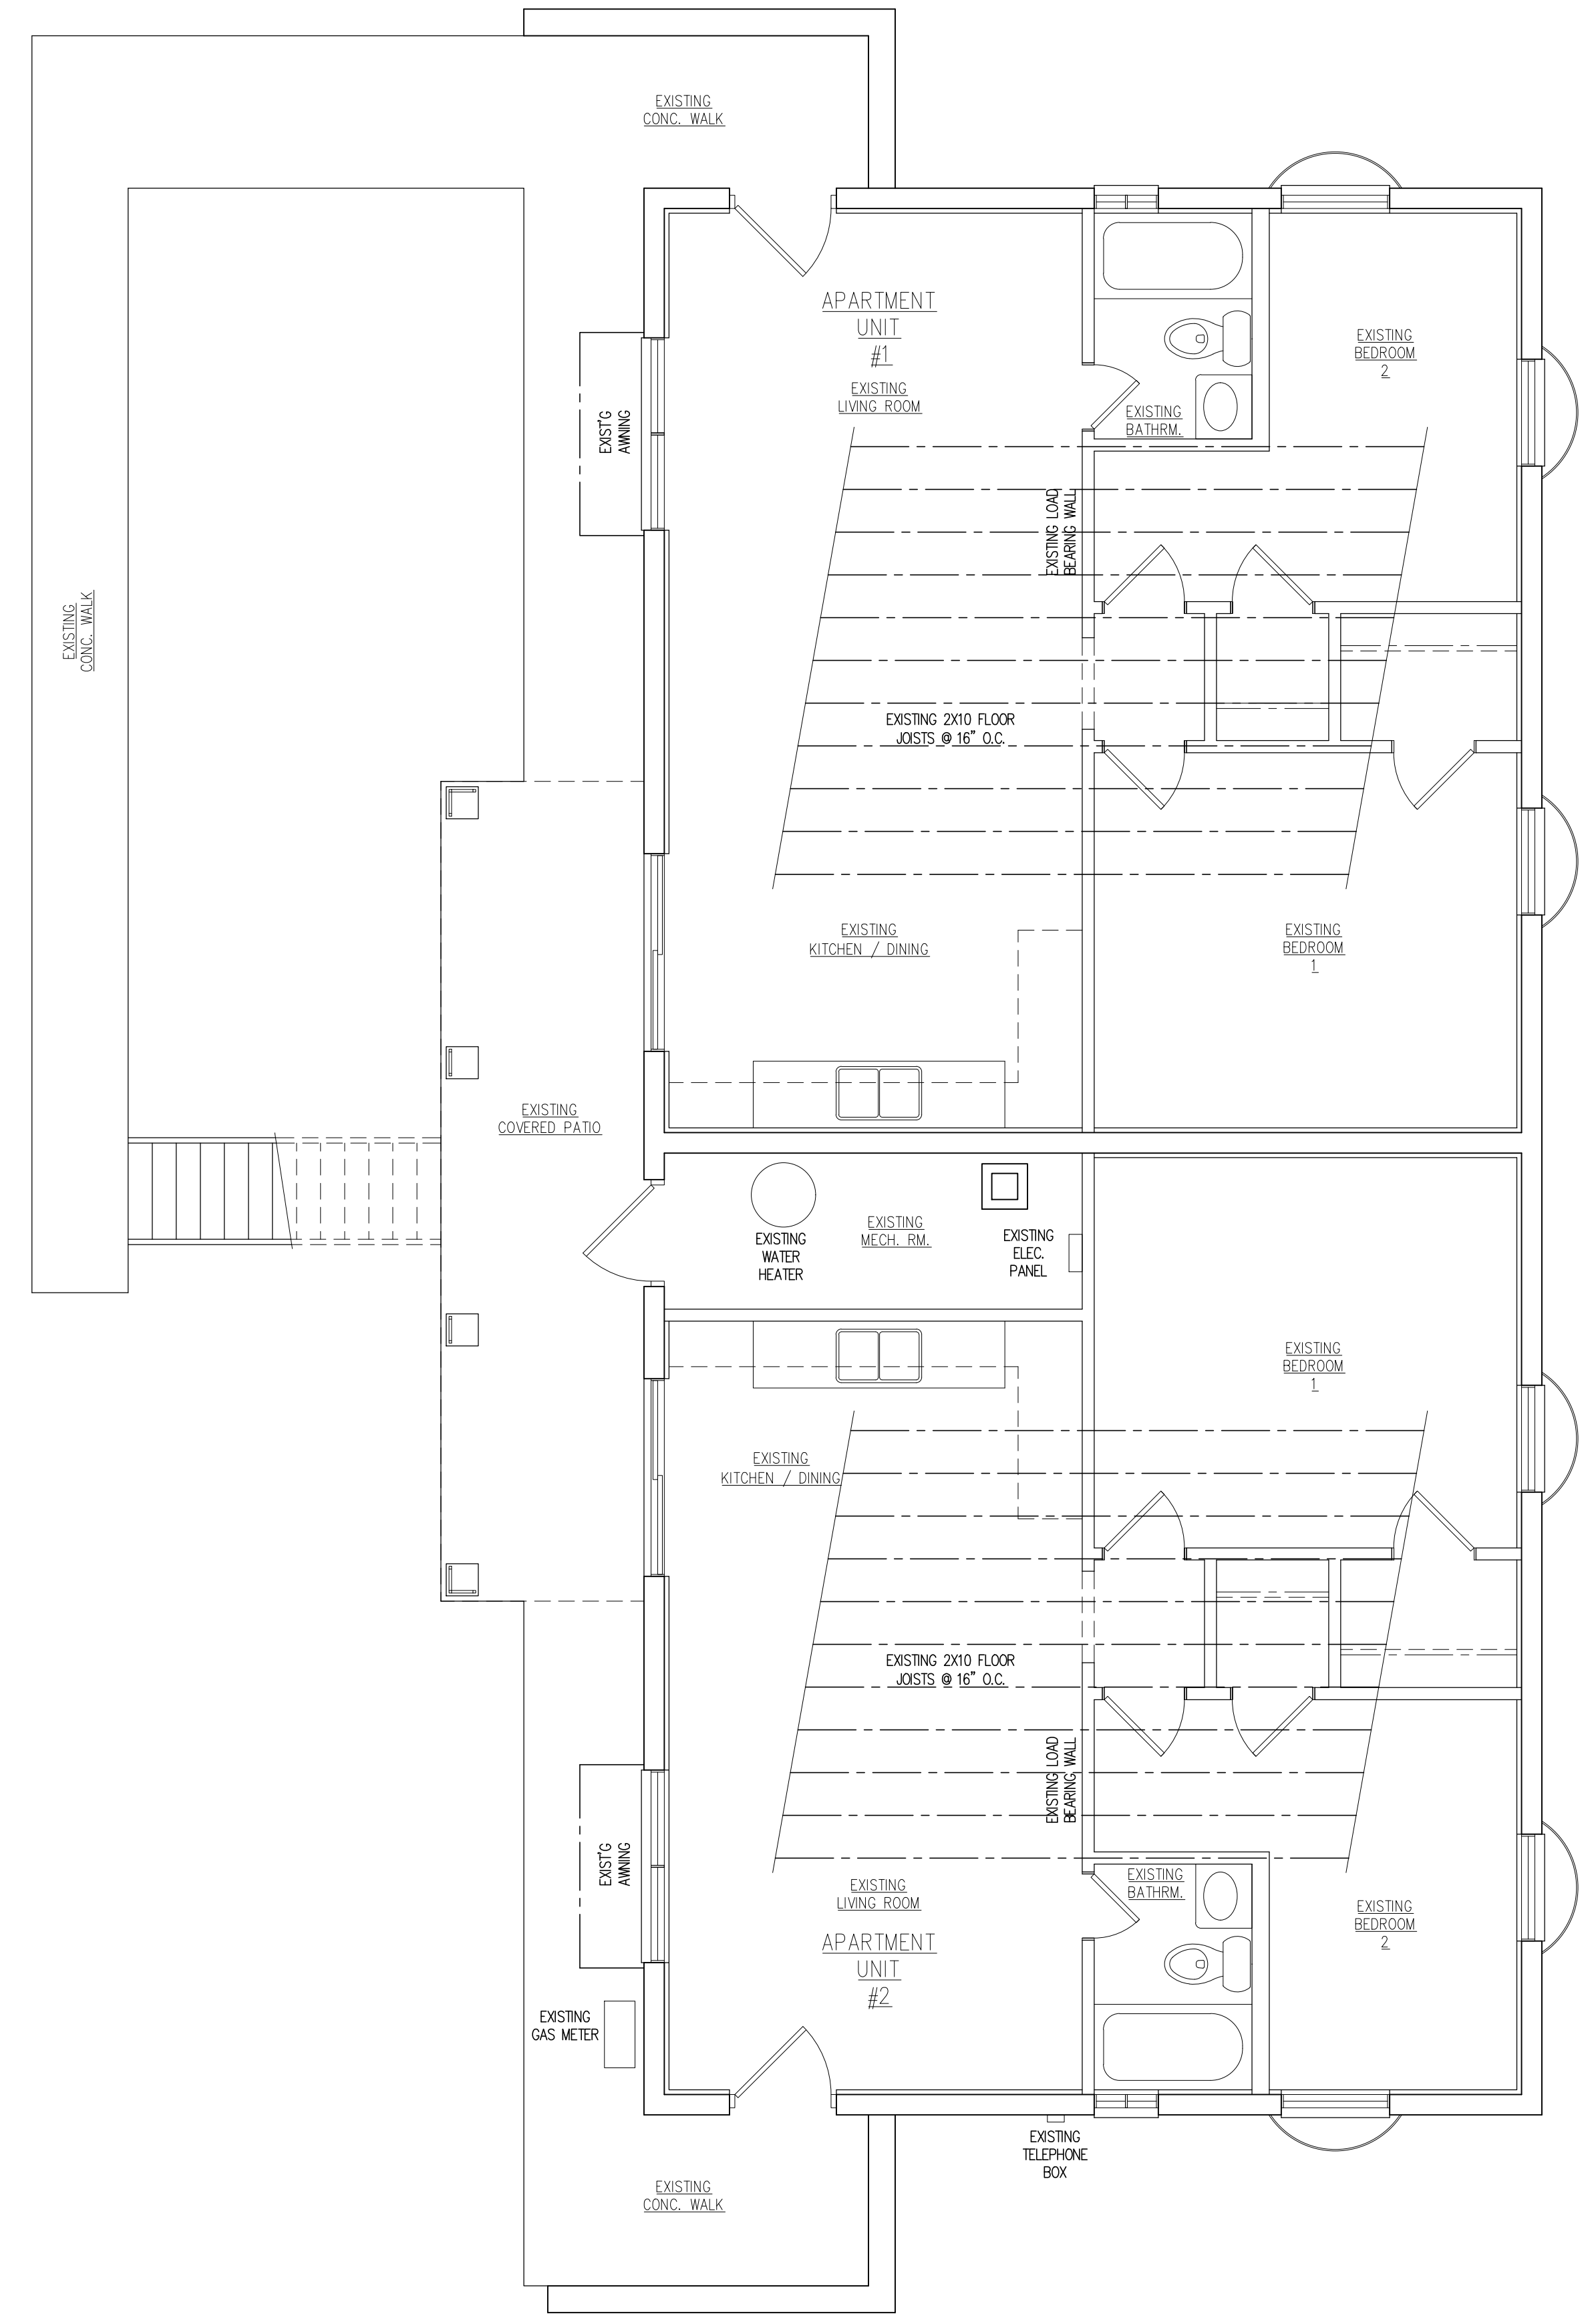 EXISTING
CONC. WALK
APARTMENT
UNIT
#1
EXISTING
LIVING ROOM
EXISTING
BEDROOM
2
EXIST'G
AWNING
EXISTING
BATHRM.
EXISTING LOAD
BEARING WALL
EXISTING
CONC. WALK
EXISTING 2X10 FLOOR
JOISTS @ 16" O.C.
EXISTING
KITCHEN / DINING
EXISTING
BEDROOM
1
EXISTING
COVERED PATIO
EXISTING
WATER
HEATER
EXISTING
MECH. RM.
EXISTING
ELEC.
PANEL
EXISTING
BEDROOM
1
EXISTING
KITCHEN / DINING
EXISTING 2X10 FLOOR
JOISTS @ 16" O.C.
EXISTING LOAD
BEARING WALL
EXIST'G
AWNING
EXISTING
LIVING ROOM
EXISTING
BATHRM.
APARTMENT
UNIT
#2
EXISTING
BEDROOM
2
EXISTING
GAS METER
EXISTING
TELEPHONE
BOX
EXISTING
CONC. WALK